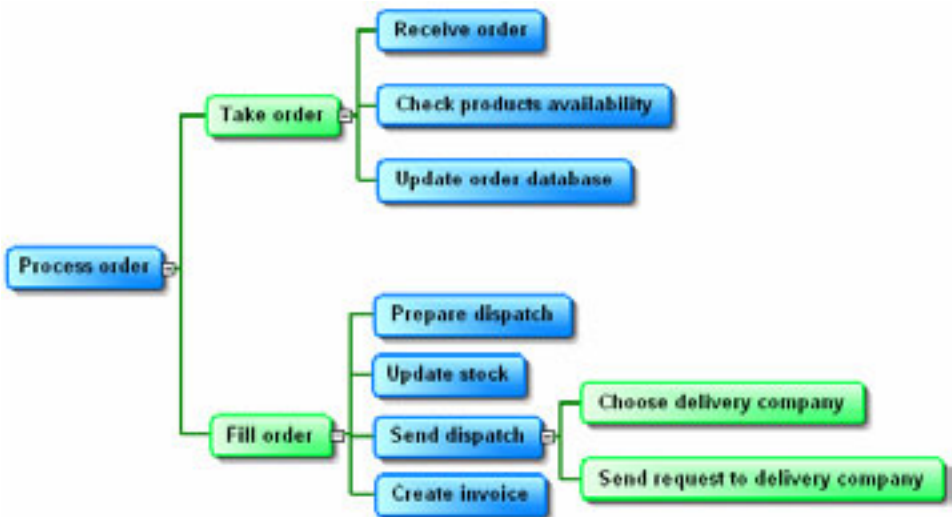 Receive order
Take order
Check products availability
Update order database
Process order
Prepare dispatch
Update stock
Choose delivery company
Fill order
Send dispatch
Send request to delivery company
Create invoice